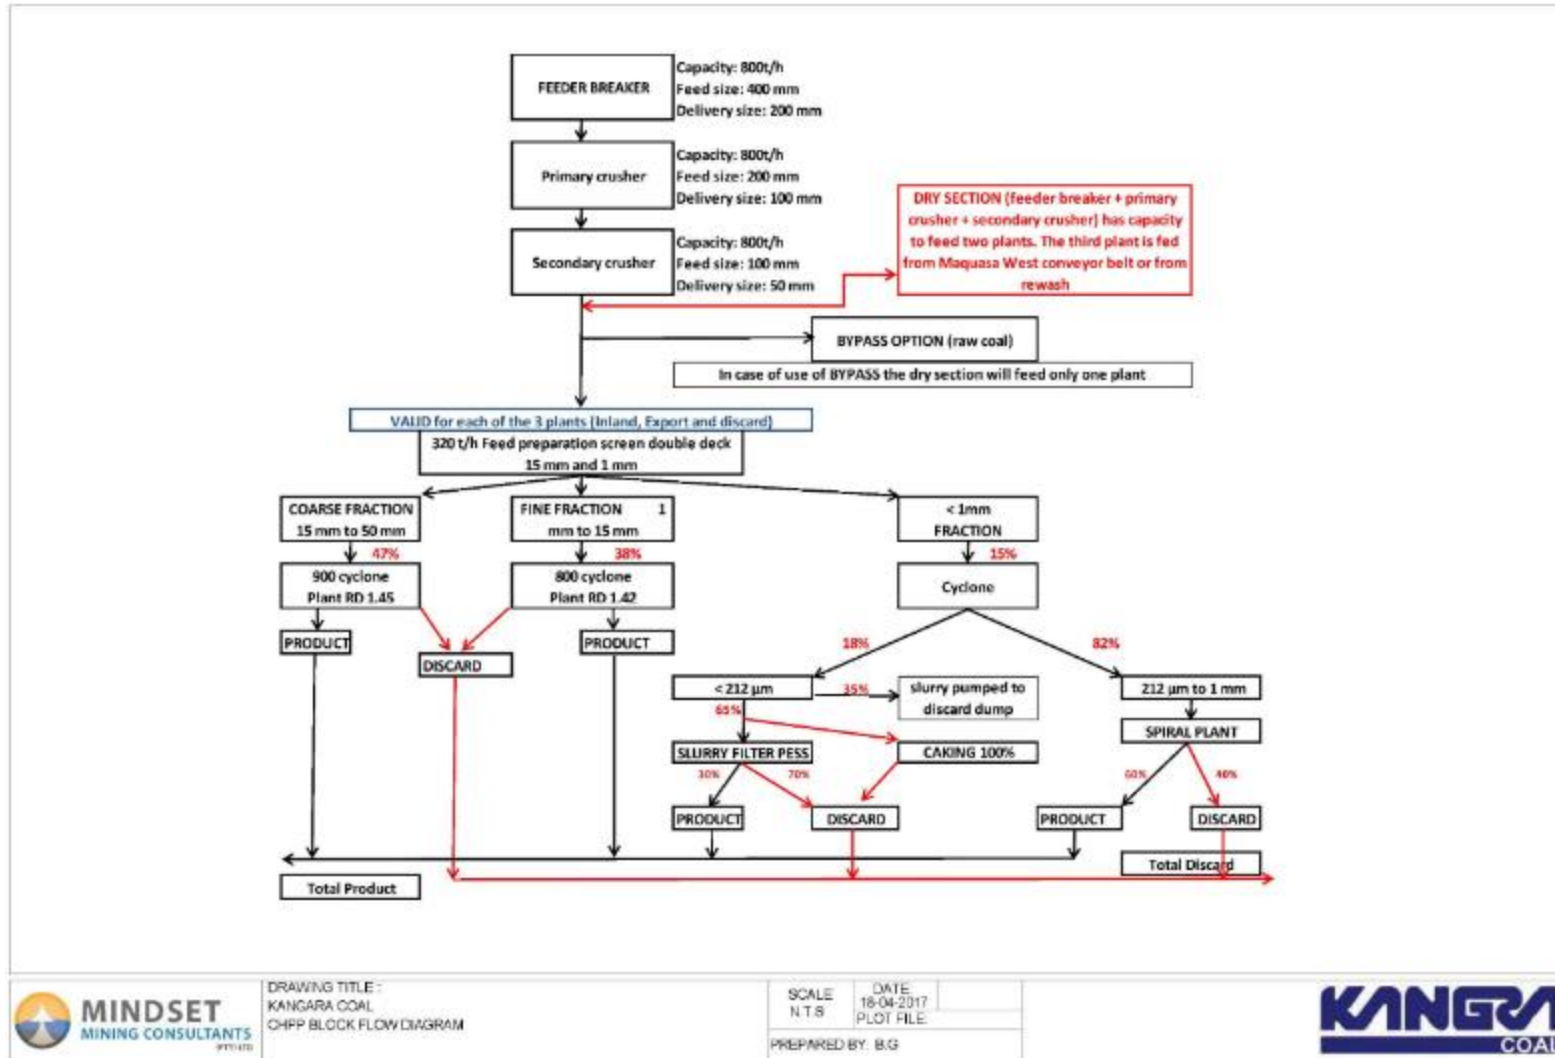 FEEDER BREAKER
Capacity: 800t/h
Feed size: 400 mm
Delivery size: 200 mm
Primary crusher
Capacity: 800t/h
Feed size: 200 mm
Delivery size: 100 mm
Secondary crusher
Capacity: 800t/h
Feed size: 100 mm
Delivery size: 50 mm
DRY SECTION (feeder breaker + primary
crusher + secondary crusher) has capacity
to feed two plants. The third plant is fed
from Maquasa West conveyor belt or from
rewash
BYPASS OPTION (raw coal)
In case of use of BYPASS the dry section will feed only one plant
VALID for each of the 3 plants (Inland, Export and discard)
320 t/h Feed preparation screen double deck
15 mm and 1 mm
COARSE FRACTION
15 mm to 50 mm
FINE FRACTION 1
mm to 15 mm
< 1mm
FRACTION
47%
38%
15%
900 cyclone
Plant RD 1.45
800 cyclone
Plant RD 1.42
Cyclone
PRODUCT
DISCARD
PRODUCT
18%
82%
< 212 µm
35%
slurry pumped to
discard dump
212 µm to 1 mm
65%
SPIRAL PLANT
SLURRY FILTER PESS
CAKING 100%
30%
70%
60%
40%
PRODUCT
DISCARD
PRODUCT
DISCARD
Total Discard
Total Product
MINDSET
MINING CONSULTANTS
(PTY) LTD
DRAWING TITLE :
KANGARA COAL
CHPP BLOCK FLOW DIAGRAM
SCALE
N.T.S
DATE
18-04-2017
PLOT FILE:
PREPARED BY: B.G
KANGRA
COAL